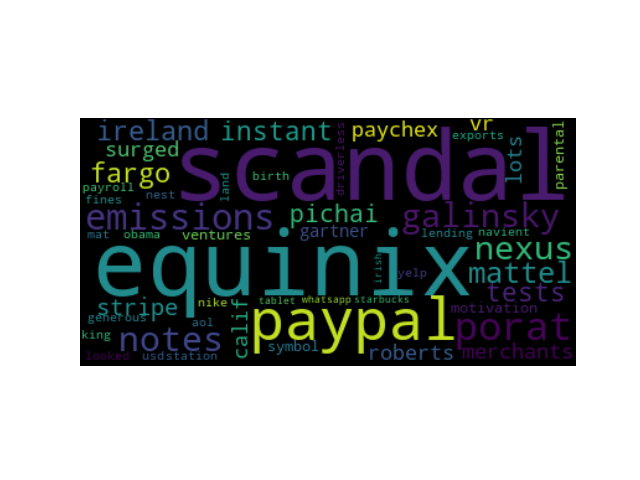 ireland instant paychex vr
exports
surged scandal lots parental
driverless
fargo birth land
payroll nest
fines
emissions pichai galinsky
mat obama ventures gartner lending navient
equinix nexus
irish yelp mattel
tests
stripe nike tablet whatsapp starbucks
generous aol calif paypal motivation
king notes symbol porat
looked usdstation roberts merchants